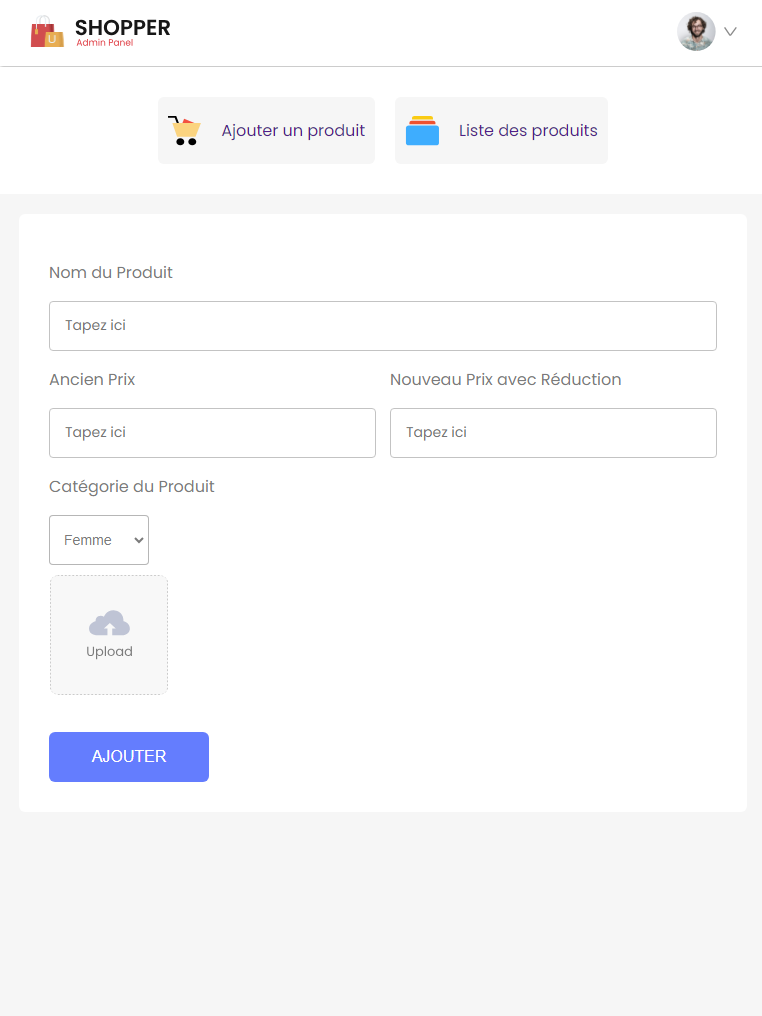 SHOPPER
Admin Panel
U
Ajouter un produit
Liste des produits
Nom du Produit
Tapez ici
Ancien Prix
Nouveau Prix avec Réduction
Tapez ici
Tapez ici
Catégorie du Produit
Femme
Upload
AJOUTER